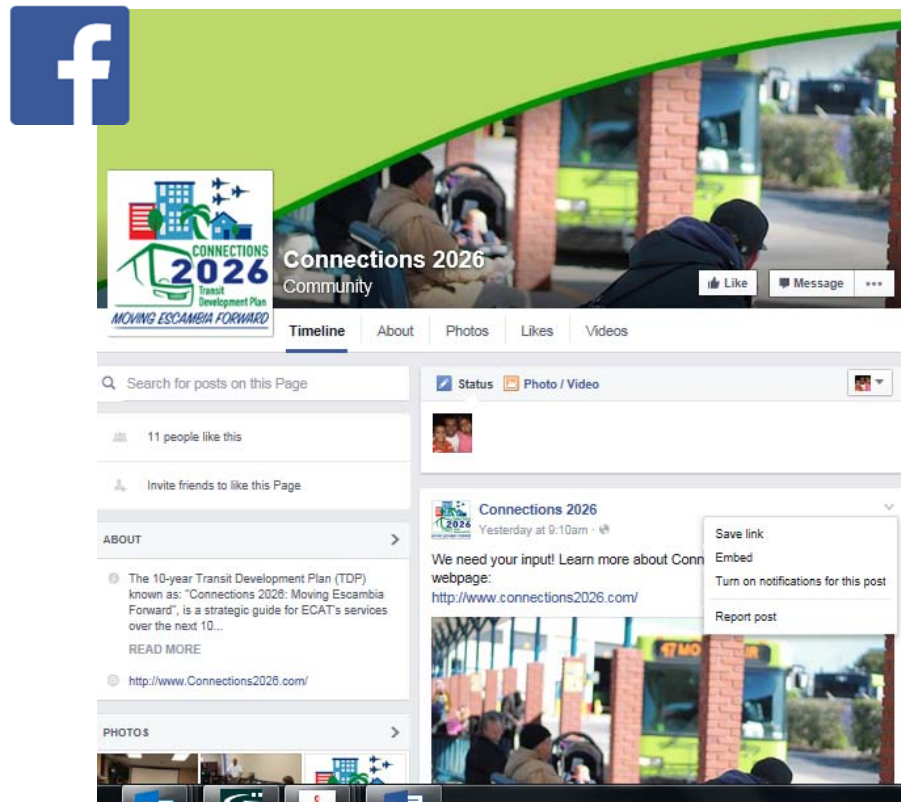 f
CONNECTIONS
2026
Transit
Development Plan
MOVING ESCAMBIA FORWARD
Connections 2026
Community
Like
Message
Timeline About Photos Likes Videos
Search for posts on this Page
11 people like this
Invite friends to like this Page
ABOUT
The 10-year Transit Development Plan (TDP)
known as: "Connections 2026: Moving Escambia
Forward", is a strategic guide for ECAT's services
over the next 10...
READ MORE
http://www.Connections2026.com/
PHOTOS
Status Photo / Video
Connections 2026
Yesterday at 9:10am
We need your input! Learn more about Conn
webpage:
http://www.connections2026.com/
Save link
Embed
Turn on notifications for this post
Report post
2026
47